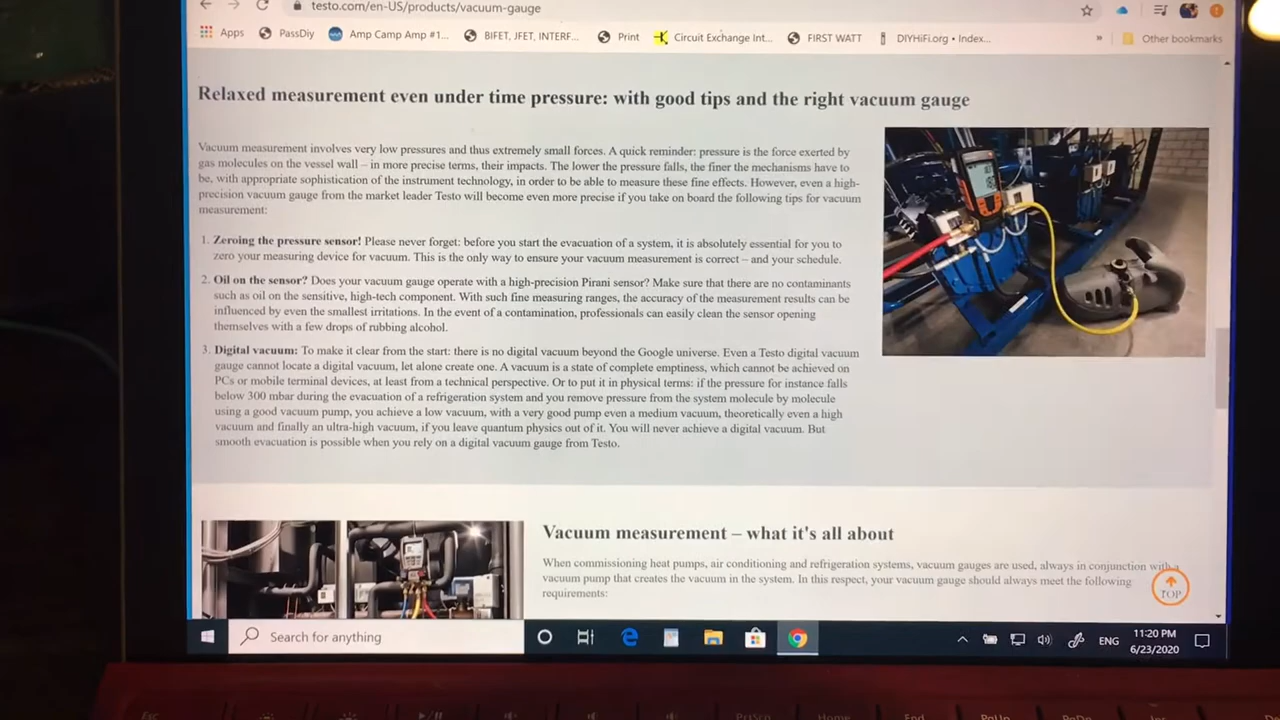 testo.com/en-US/products/vacuum-gauge
Apps PassDiy Amp Camp Amp #1... BIFET, JFET, INTERF... Print Circuit Exchange Int... FIRST WATT DIYHiFi.org • Index... » Other bookmarks
Relaxed measurement even under time pressure: with good tips and the right vacuum gauge
Vacuum measurement involves very low pressures and thus extremely small forces. A quick reminder: pressure is the force exerted by
gas molecules on the vessel wall – in more precise terms, their impacts. The lower the pressure falls, the finer the mechanisms have to
be, with appropriate sophistication of the instrument technology, in order to be able to measure these fine effects. However, even a high-
precision vacuum gauge from the market leader Testo will become even more precise if you take on board the following tips for vacuum
measurement:
1. Zeroing the pressure sensor! Please never forget: before you start the evacuation of a system, it is absolutely essential for you to
zero your measuring device for vacuum. This is the only way to ensure your vacuum measurement is correct – and your schedule.
2. Oil on the sensor? Does your vacuum gauge operate with a high-precision Pirani sensor? Make sure that there are no contaminants
such as oil on the sensitive, high-tech component. With such fine measuring ranges, the accuracy of the measurement results can be
influenced by even the smallest irritations. In the event of a contamination, professionals can easily clean the sensor opening
themselves with a few drops of rubbing alcohol.
3. Digital vacuum: To make it clear from the start: there is no digital vacuum beyond the Google universe. Even a Testo digital vacuum
gauge cannot locate a digital vacuum, let alone create one. A vacuum is a state of complete emptiness, which cannot be achieved on
PCs or mobile terminal devices, at least from a technical perspective. Or to put it in physical terms: if the pressure for instance falls
below 300 mbar during the evacuation of a refrigeration system and you remove pressure from the system molecule by molecule
using a good vacuum pump, you achieve a low vacuum, with a very good pump even a medium vacuum, theoretically even a high
vacuum and finally an ultra-high vacuum, if you leave quantum physics out of it. You will never achieve a digital vacuum. But
smooth evacuation is possible when you rely on a digital vacuum gauge from Testo.
Vacuum measurement – what it's all about
When commissioning heat pumps, air conditioning and refrigeration systems, vacuum gauges are used, always in conjunction with a
vacuum pump that creates the vacuum in the system. In this respect, your vacuum gauge should always meet the following
requirements:
TOP
Search for anything
ENG
11:20 PM
6/23/2020
Esc PrtScn Home End PgUp PgDn